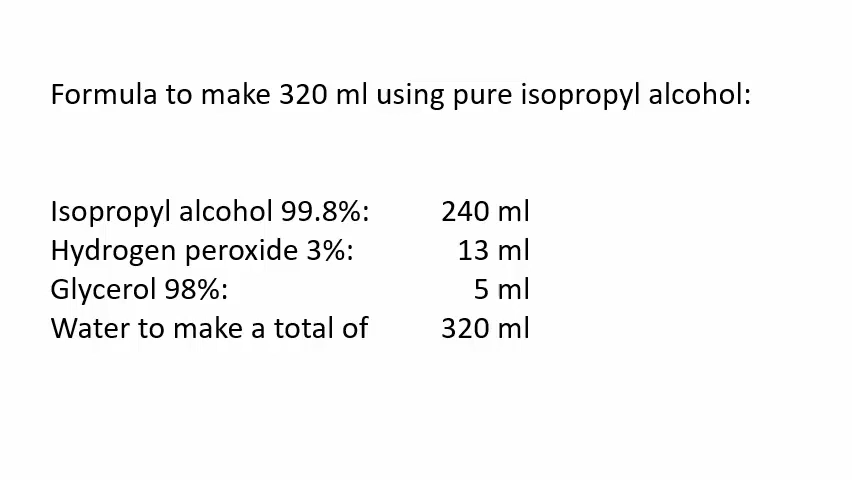 Formula to make 320 ml using pure isopropyl alcohol:
Isopropyl alcohol 99.8%: 240 ml
Hydrogen peroxide 3%: 13 ml
Glycerol 98%: 5 ml
Water to make a total of 320 ml